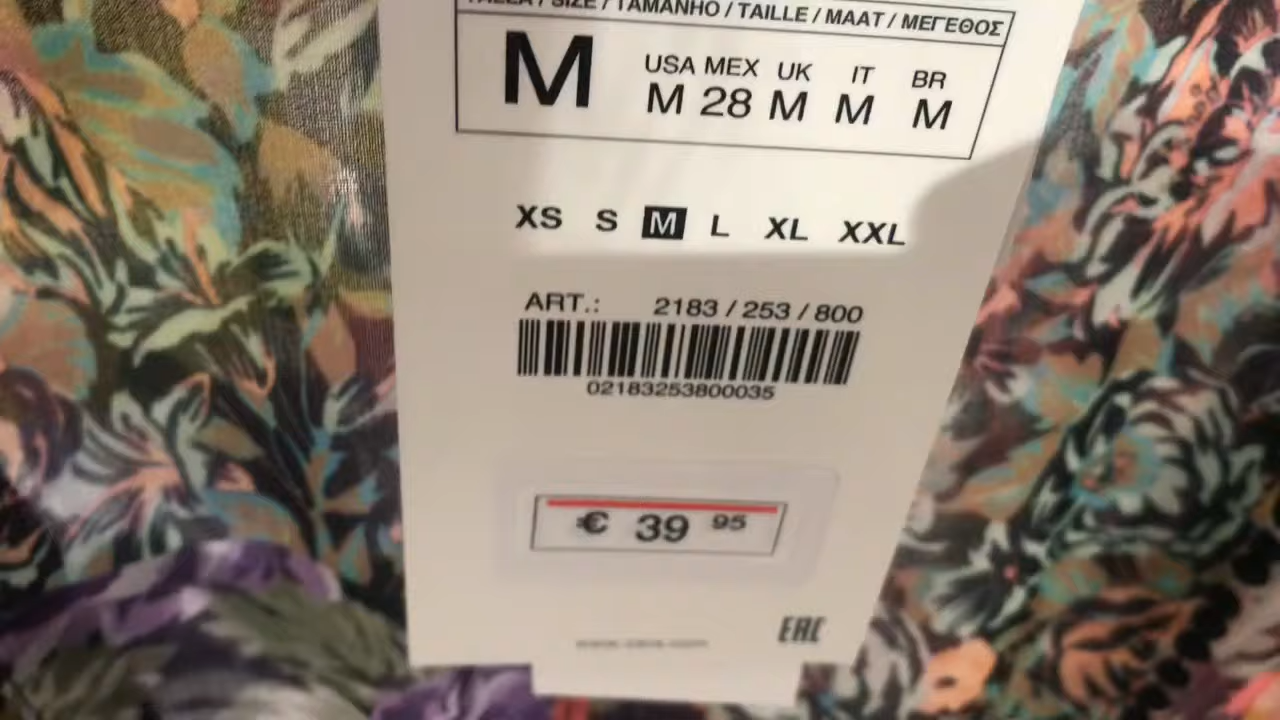 TALLA / SIZE / TAMANHO / TAILLE / MAAT / ΜΕΓΕΘΟΣ
USA MEX UK IT BR
M M 28 M M M
XS S M L XL XXL
ART.: 2183 / 253 / 800
02183253800035
€ 39 95
EAC